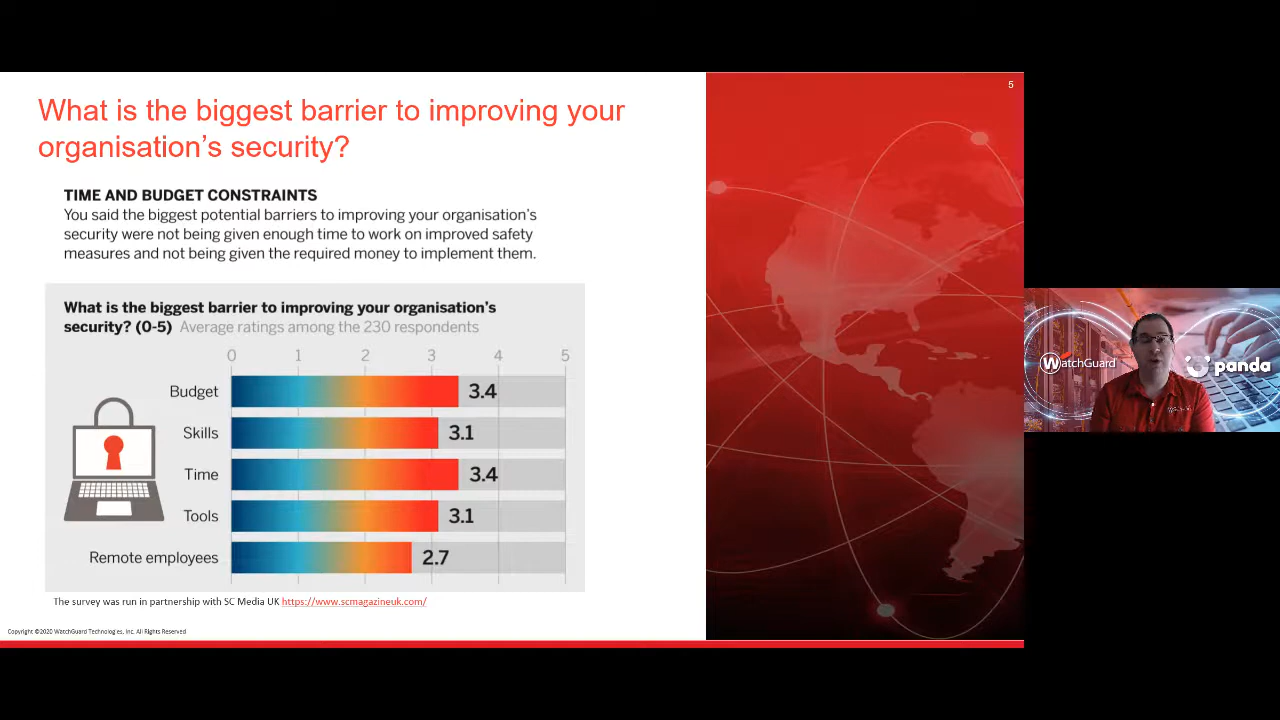 What is the biggest barrier to improving your
organisation's security?
5
TIME AND BUDGET CONSTRAINTS
You said the biggest potential barriers to improving your organisation's
security were not being given enough time to work on improved safety
measures and not being given the required money to implement them.
What is the biggest barrier to improving your organisation's
security? (0-5) Average ratings among the 230 respondents
0 1 2 3 4 5
Budget 3.4
Skills 3.1
Time 3.4
Tools 3.1
Remote employees 2.7
The survey was run in partnership with SC Media UK https://www.scmagazineuk.com/
Copyright ©2020 WatchGuard Technologies, Inc. All Rights Reserved
WatchGuard
panda